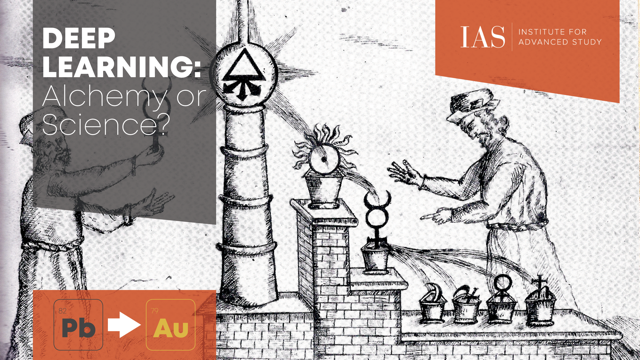 DEEP
LEARNING:
Alchemy or
Science?
IAS
INSTITUTE FOR
ADVANCED STUDY
Pb
Au